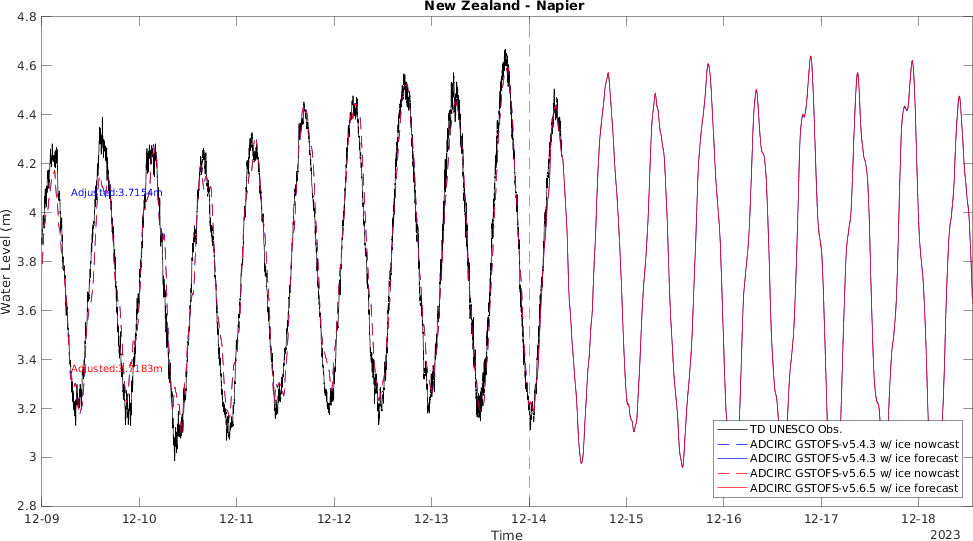 New Zealand - Napier
4.8
4.6
4.4
4.2
4
3.8
3.6
3.4
3.2
3
2.8
Water Level (m)
Adjusted:3.7154m
Adjusted:3.7183m
TD UNESCO Obs.
ADCIRC GSTOFS-v5.4.3 w/ ice nowcast
ADCIRC GSTOFS-v5.4.3 w/ ice forecast
ADCIRC GSTOFS-v5.6.5 w/ ice nowcast
ADCIRC GSTOFS-v5.6.5 w/ ice forecast
12-09 12-10 12-11 12-12 12-13 12-14 12-15 12-16 12-17 12-18
Time
2023